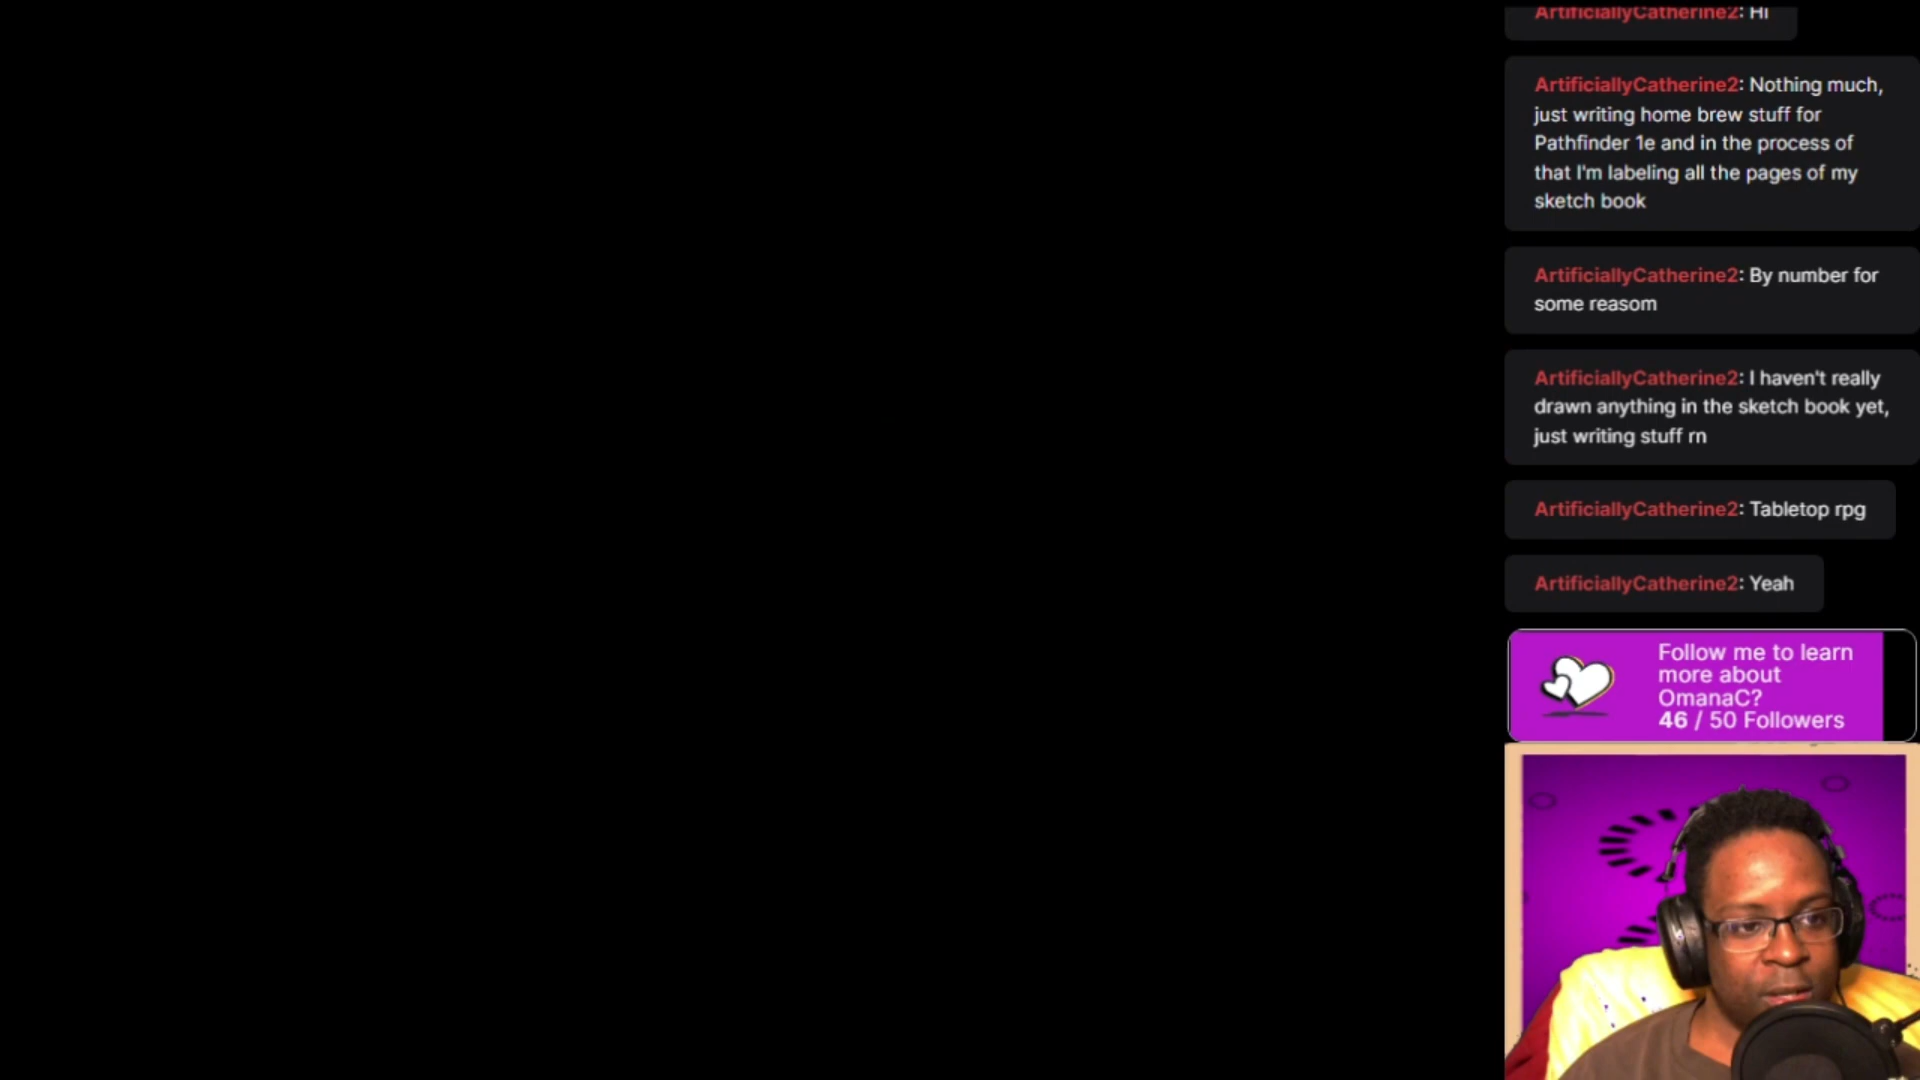 ArtificiallyCatherine2: Hi
ArtificiallyCatherine2: Nothing much,
just writing home brew stuff for
Pathfinder 1e and in the process of
that I'm labeling all the pages of my
sketch book
ArtificiallyCatherine2: By number for
some reasom
ArtificiallyCatherine2: I haven't really
drawn anything in the sketch book yet,
just writing stuff rn
ArtificiallyCatherine2: Tabletop rpg
ArtificiallyCatherine2: Yeah
Follow me to learn
more about
OmanaC?
46 / 50 Followers